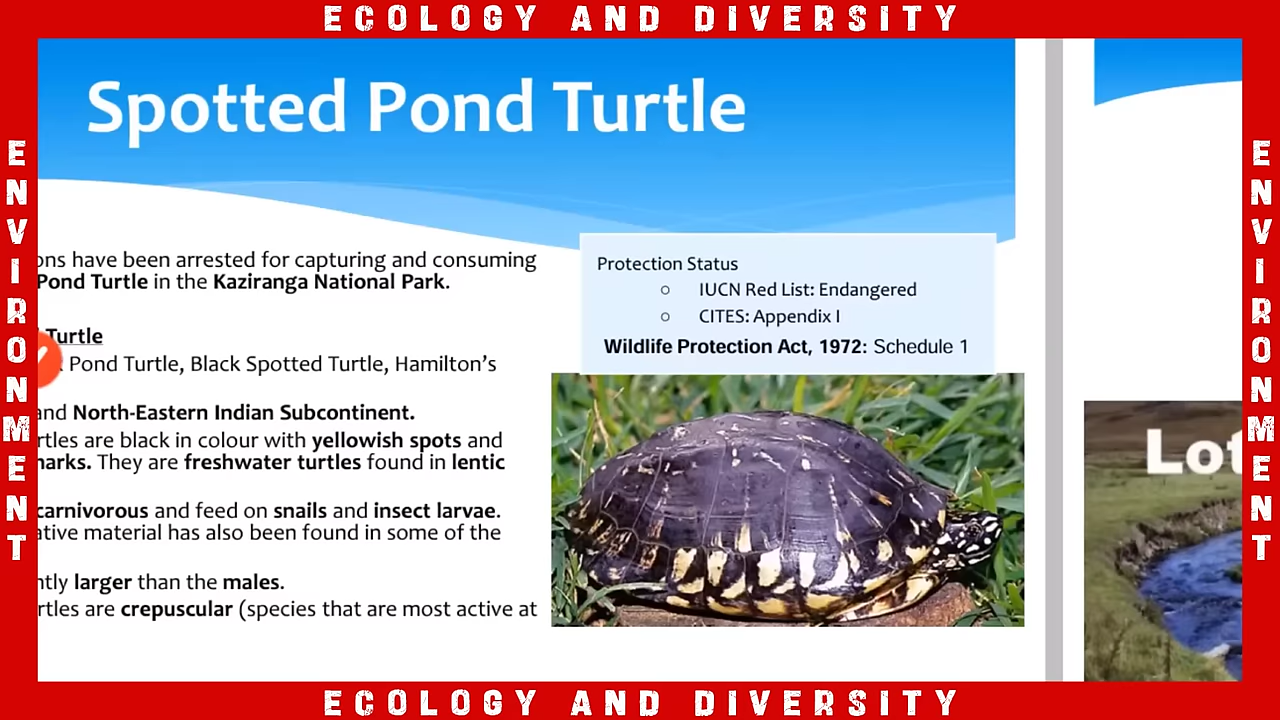 ECOLOGY AND DIVERSITY
ENVIRONMENT
Spotted Pond Turtle
ons have been arrested for capturing and consuming
Pond Turtle in the Kaziranga National Park.
Turtle
Pond Turtle, Black Spotted Turtle, Hamilton’s
and North-Eastern Indian Subcontinent.
rtles are black in colour with yellowish spots and
narks. They are freshwater turtles found in lentic
carnivorous and feed on snails and insect larvae.
ative material has also been found in some of the
ntly larger than the males.
rtles are crepuscular (species that are most active at
Protection Status
○ IUCN Red List: Endangered
○ CITES: Appendix I
Wildlife Protection Act, 1972: Schedule 1
Lot
ENVIRONMENT
ECOLOGY AND DIVERSITY